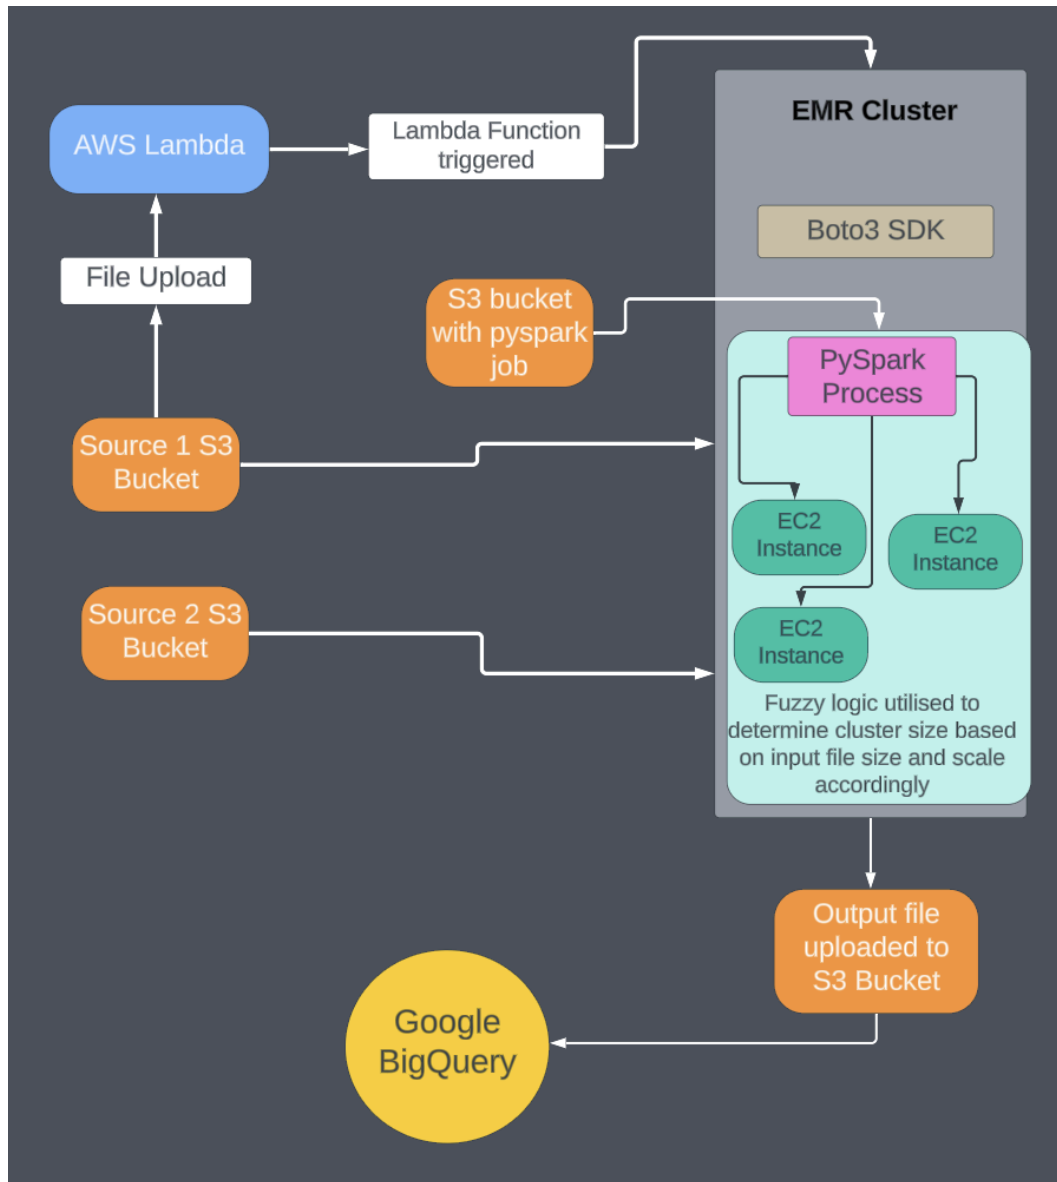 EMR Cluster
AWS Lambda
Lambda Function
triggered
Boto3 SDK
File Upload
S3 bucket
with pyspark
job
PySpark
Process
Source 1 S3
Bucket
EC2
Instance
EC2
Instance
Source 2 S3
Bucket
EC2
Instance
Fuzzy logic utilised to
determine cluster size based
on input file size and scale
accordingly
Output file
uploaded to
S3 Bucket
Google
BigQuery